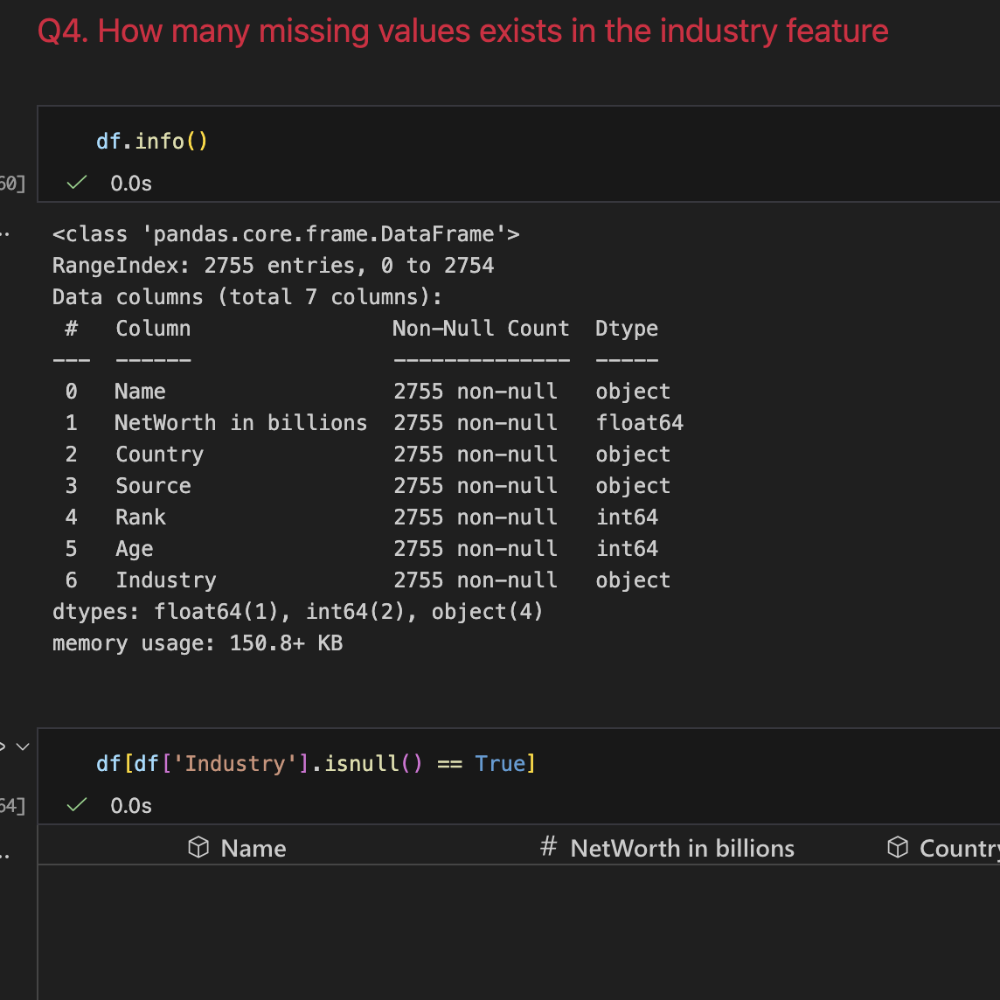 Q4. How many missing values exists in the industry feature
df.info()
60]
0.0s
<class 'pandas.core.frame.DataFrame'>
RangeIndex: 2755 entries, 0 to 2754
Data columns (total 7 columns):
#   Column                Non-Null Count  Dtype
---  ------                --------------  -----
0   Name                  2755 non-null   object
1   NetWorth in billions  2755 non-null   float64
2   Country               2755 non-null   object
3   Source                2755 non-null   object
4   Rank                  2755 non-null   int64
5   Age                   2755 non-null   int64
6   Industry              2755 non-null   object
dtypes: float64(1), int64(2), object(4)
memory usage: 150.8+ KB
df[df['Industry'].isnull() == True]
64]
0.0s
Name # NetWorth in billions Country